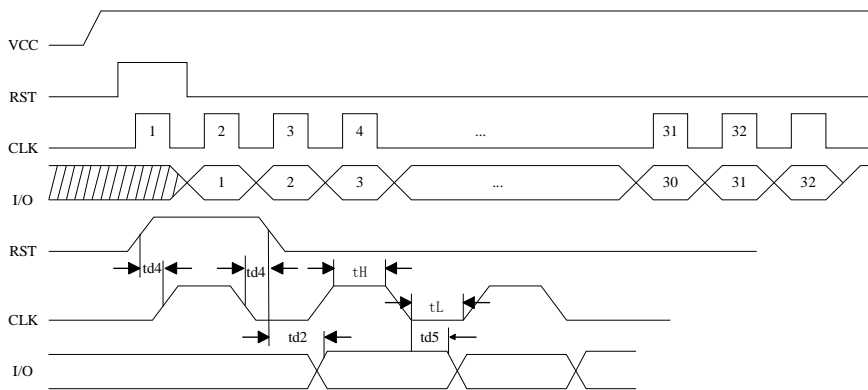 VCC
RST
CLK 1 2 3 4 ... 31 32
I/O 1 2 3 ... 30 31 32
RST
td4 td4 tH
CLK tL
td2 td5
I/O